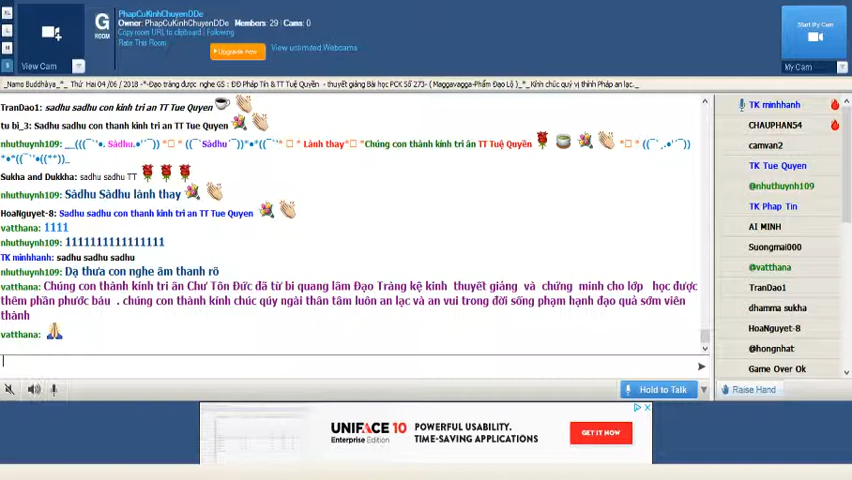 PhapCuKinhChuyenDDe
Owner: PhapCuKinhChuyenDDe Members: 29 | Cams: 0
Copy room URL to clipboard | Following
Rate This Room
G
ROOM
Upgrade now
View unlimited Webcams
View Cam
Start My Cam
My Cam
_Namo Buddhàya_*_ Thứ Hai 04 /06 / 2018 -*-Đạo tràng được nghe GS : ĐĐ Pháp Tín & TT Tuệ Quyền - thuyết giảng Bài học PCK Số 273- ( Maggavagga-Phẩm Đạo Lộ )_*_ Kính chúc quý vị thính Pháp an lạc._
TranDao1: sadhu sadhu con kinh tri an TT Tue Quyen
tu bi_3: Sadhu sadhu con thanh kinh tri an TT Tue Quyen
nhuthuynh109: Sàdhu. Sàdhu Lành thay Chúng con thành kính tri ân TT Tuệ Quyền
Sukha and Dukkha: sadhu sadhu TT
nhuthuynh109: Sàdhu Sàdhu lành thay
HoaNguyet-8: Sadhu sadhu con thanh kinh tri an TT Tue Quyen
vatthana: 1111
nhuthuynh109: 1111111111111111
TK minhhanh: sadhu sadhu sadhu
nhuthuynh109: Dạ thưa con nghe âm thanh rõ
vatthana: Chúng con thành kính tri ân Chư Tôn Đức đã từ bi quang lâm Đạo Tràng kệ kinh thuyết giảng và chứng minh cho lớp học được
thêm phần phước báu . chúng con thành kính chúc qúy ngài thân tâm luôn an lạc và an vui trong đời sống phạm hạnh đạo quả sớm viên
thành
vatthana:
TK minhhanh
CHAUPHAN54
camvan2
TK Tue Quyen
@nhuthuynh109
TK Phap Tin
AI MINH
Suongmai000
@vatthana
TranDao1
dhamma sukha
HoaNguyet-8
@hongnhat
Game Over Ok
Hold to Talk
Raise Hand
UNIFACE 10
Enterprise Edition
POWERFUL USABILITY.
TIME-SAVING APPLICATIONS
GET IT NOW